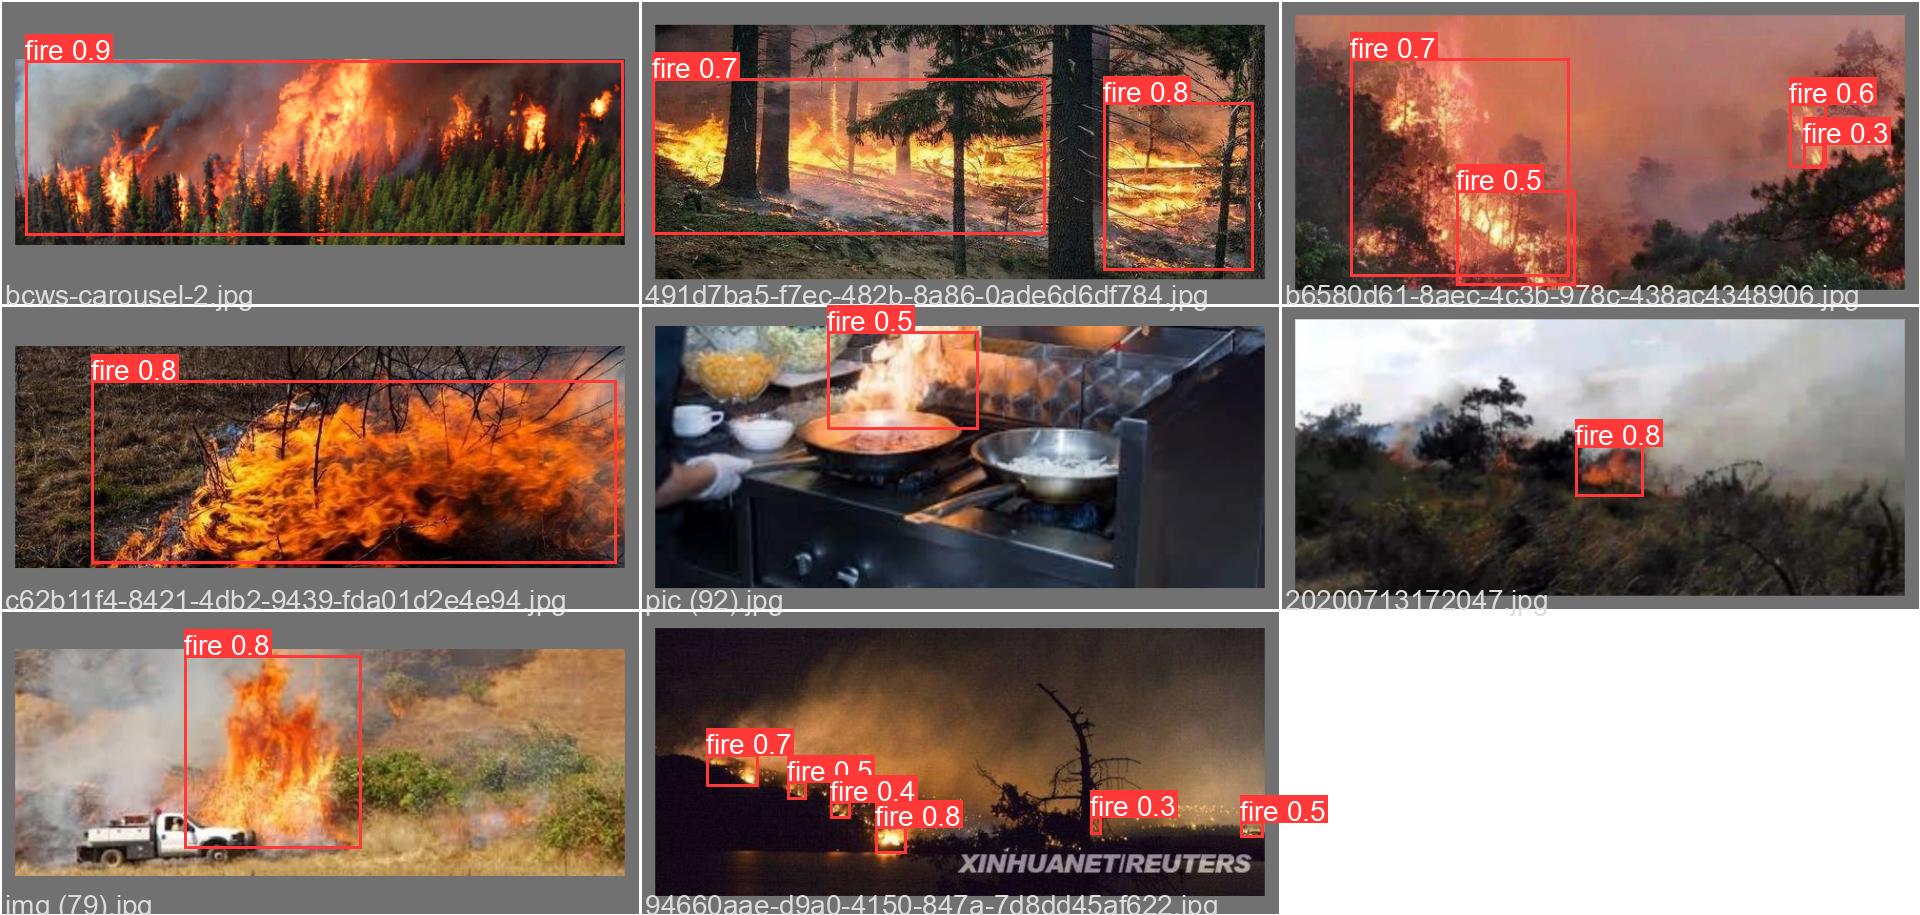 fire 0.9
bcws-carousel-2.jpg
fire 0.7
fire 0.8
491d7ba5-f7ec-482b-8a86-0ade6d6df784.jpg
fire 0.7
fire 0.6
fire 0.3
fire 0.5
b6580d61-8aec-4c3b-978c-438ac4348906.jpg
fire 0.8
c62b11f4-8421-4db2-9439-fda01d2e4e94.jpg
fire 0.5
pic (92).jpg
fire 0.8
20200713172047.jpg
fire 0.8
img (79).jpg
fire 0.7
fire 0.5
fire 0.4
fire 0.8
fire 0.3
fire 0.5
XINHUANET/REUTERS
94660aae-d9a0-4150-847a-7d8dd45af622.jpg